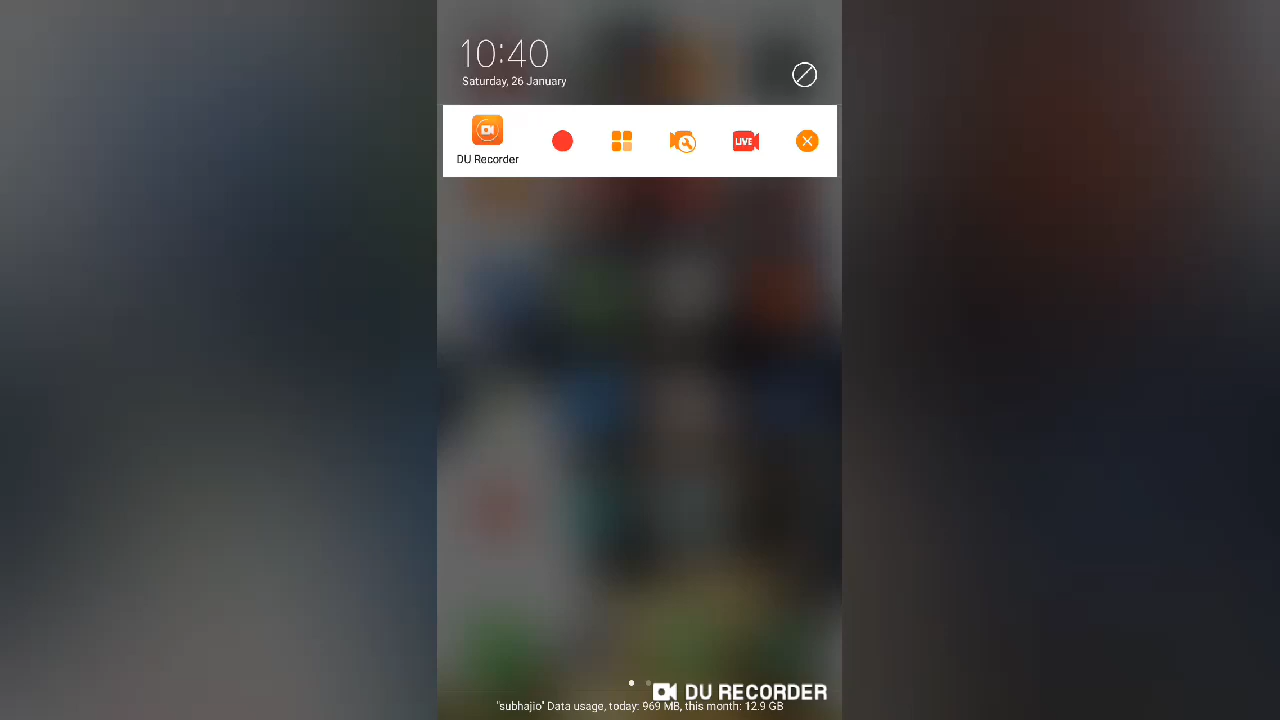 10:40
Saturday, 26 January
DU Recorder
LIVE
DU RECORDER
"subhajio" Data usage, today: 969 MB, this month: 12.9 GB